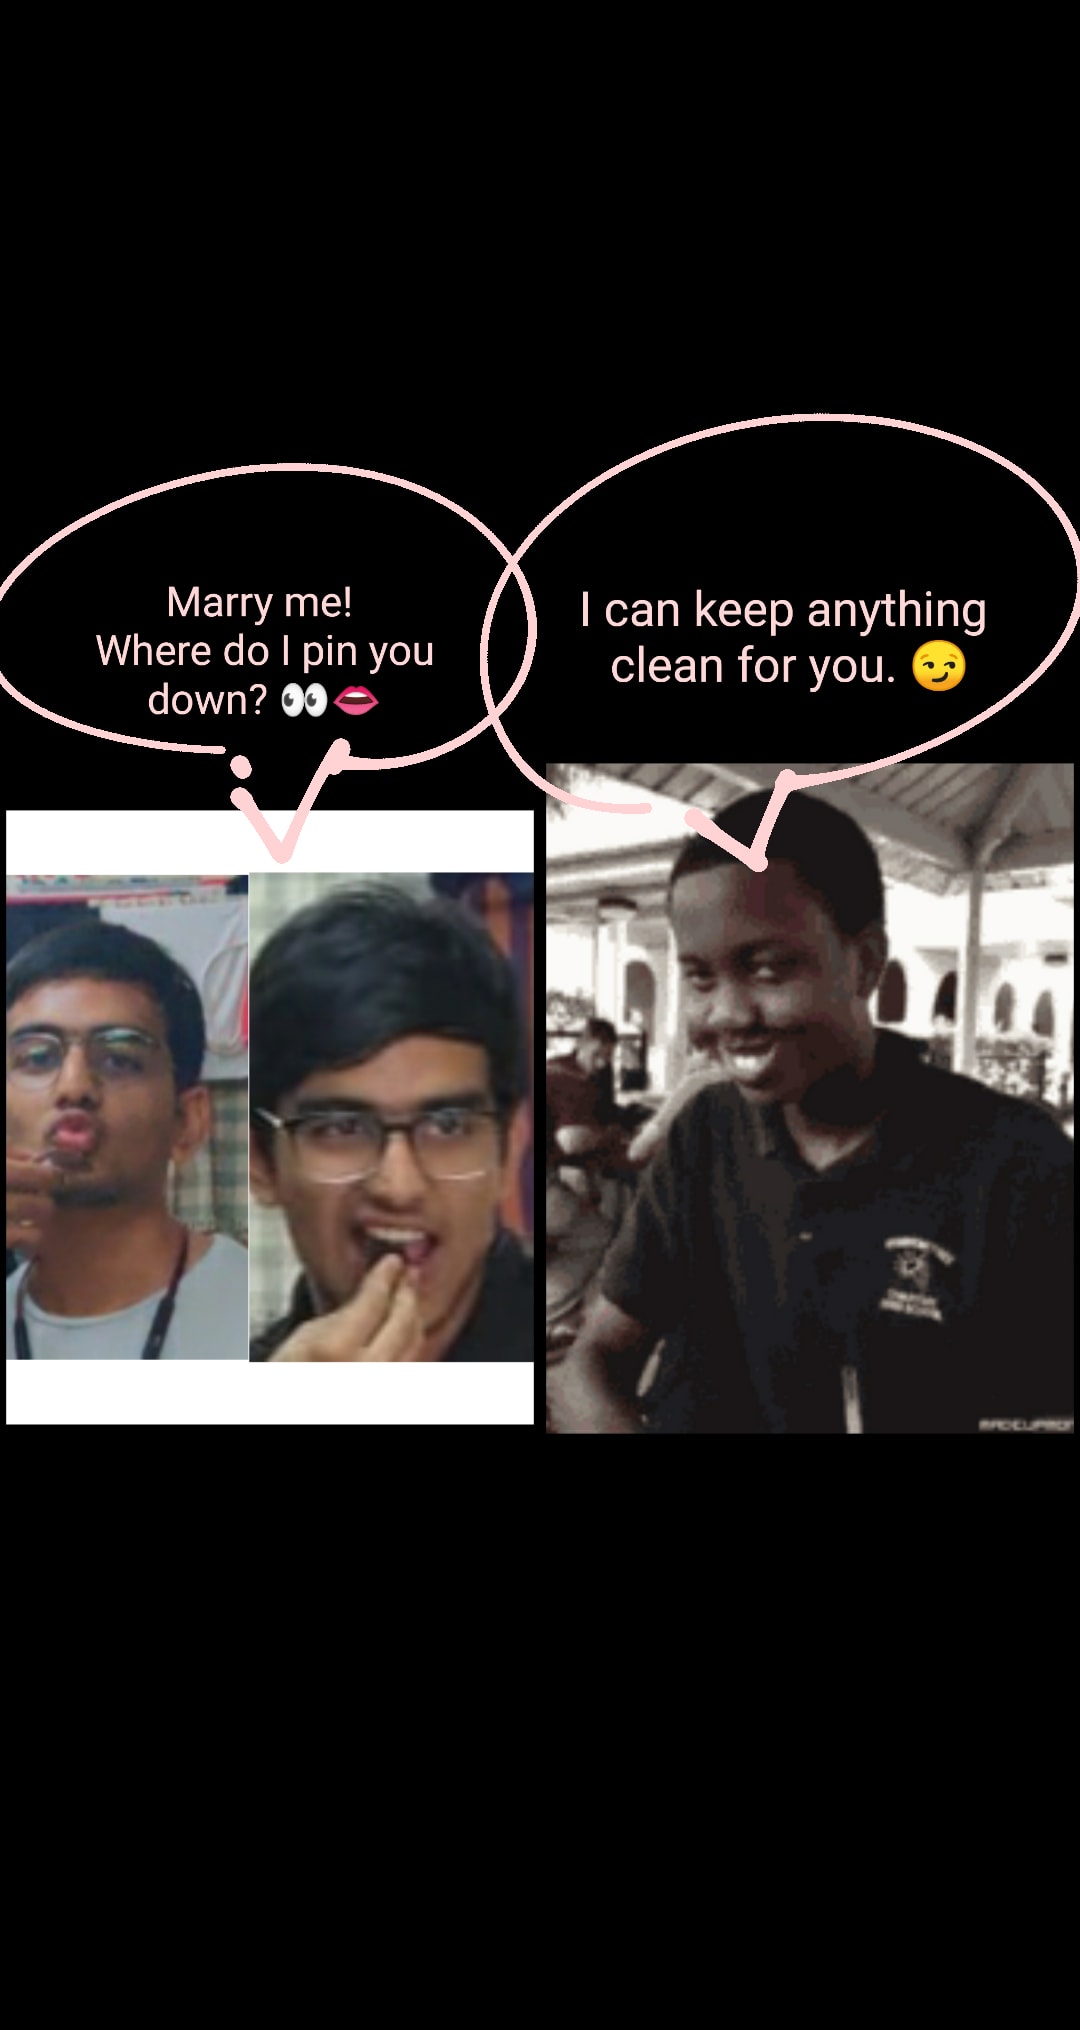 Marry me!
Where do I pin you
down? 👀👄
I can keep anything
clean for you. 😏